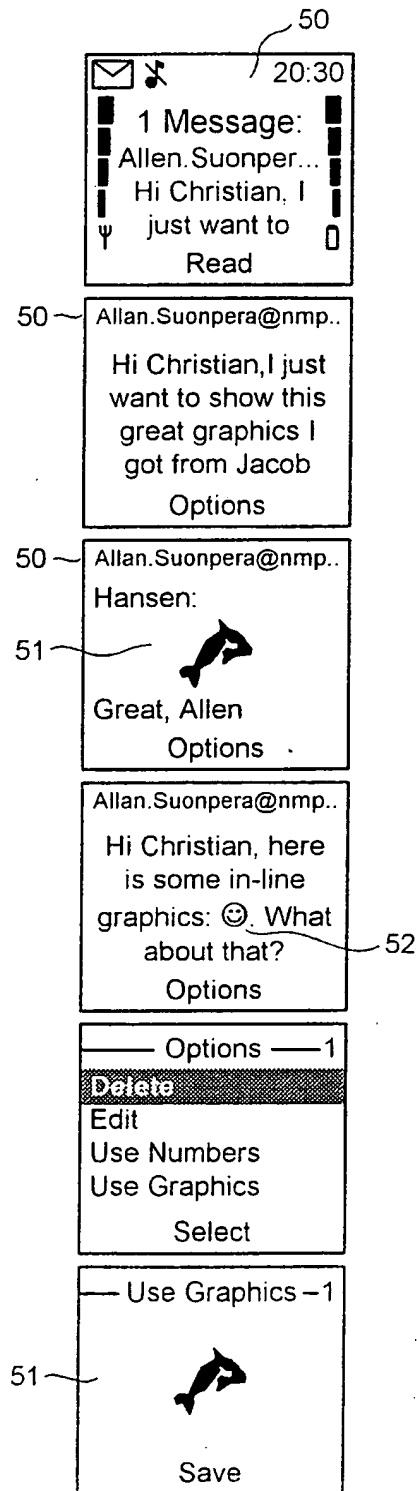 50
20:30
1 Message:
Allen.Suonper...
Hi Christian, I
just want to
Read
50
Allan.Suonpera@nmp..
Hi Christian,I just
want to show this
great graphics I
got from Jacob
Options
50
Allan.Suonpera@nmp..
Hansen:
51
Great, Allen
Options
Allan.Suonpera@nmp..
Hi Christian, here
is some in-line
graphics: ☺. What
about that?
52
Options
Options 1
Delete
Edit
Use Numbers
Use Graphics
Select
Use Graphics 1
51
Save